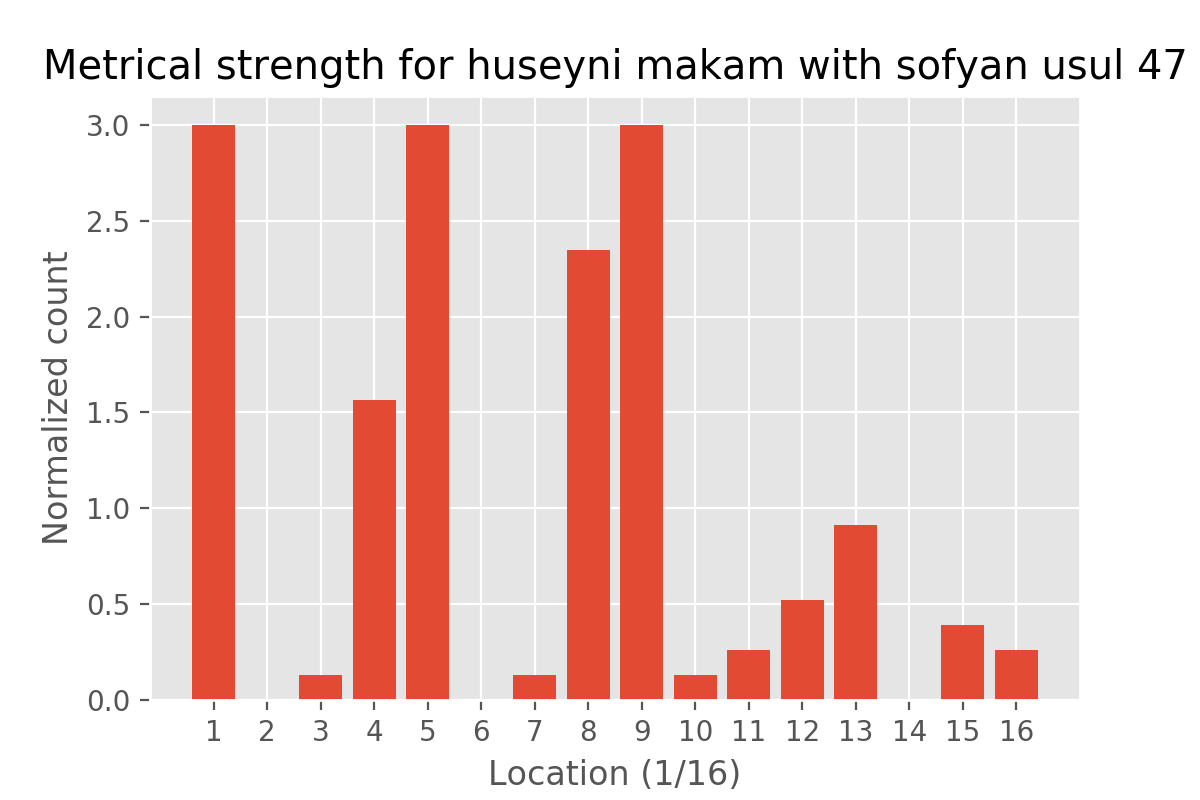 Metrical strength for huseyni makam with sofyan usul 47
Normalized count
3.0
2.5
2.0
1.5
1.0
0.5
0.0
1 2 3 4 5 6 7 8 9 10 11 12 13 14 15 16
Location (1/16)